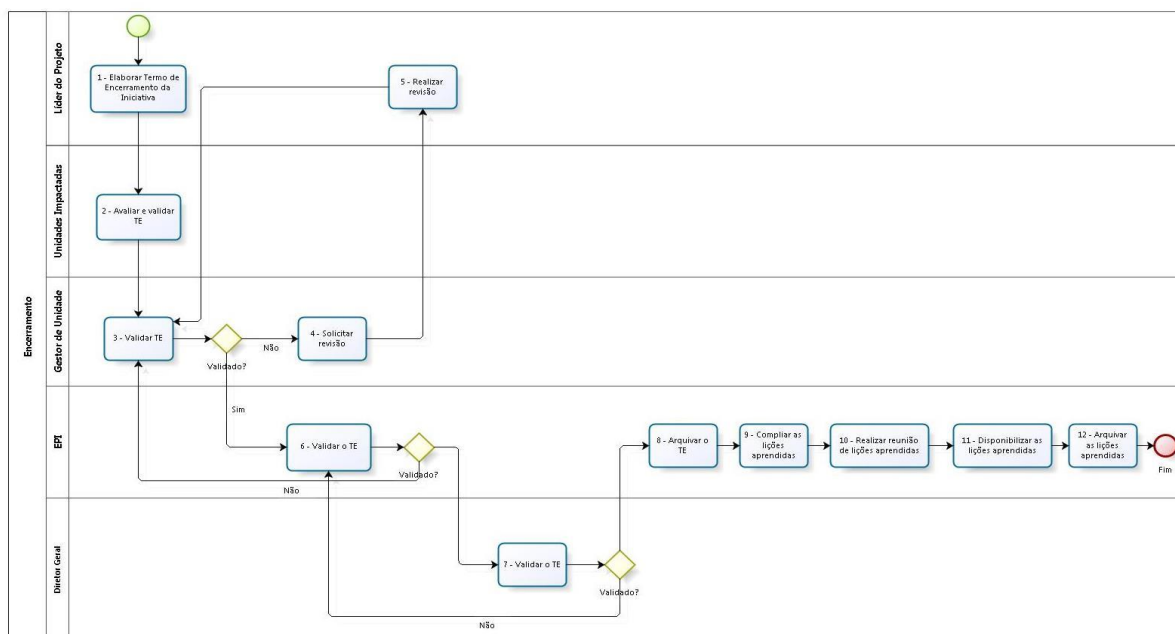 Encerramento
Líder do Projeto
1 - Elaborar Termo de
Encerramento da
Iniciativa
5 - Realizar
revisão
Unidades Impactadas
2 - Avaliar e validar
TE
Gestor de Unidade
3 - Validar TE
Validado?
Não
4 - Solicitar
revisão
Sim
EPI
6 - Validar o TE
Validado?
Não
8 - Arquivar o
TE
9 - Compliar as
lições
aprendidas
10 - Realizar reunião
de lições aprendidas
11 - Disponibilizar as
lições aprendidas
12 - Arquivar
as lições
aprendidas
Fim
Diretor Geral
7 - Validar o TE
Validado?
Não